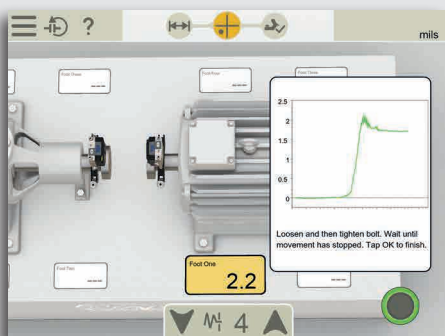 ?
mils
Foot Three
Foot Four
Foot Three
2.5
2
1.5
1
0.5
0
Loosen and then tighten bolt. Wait until
movement has stopped. Tap OK to finish.
Foot Two
Foot One
2.2
4